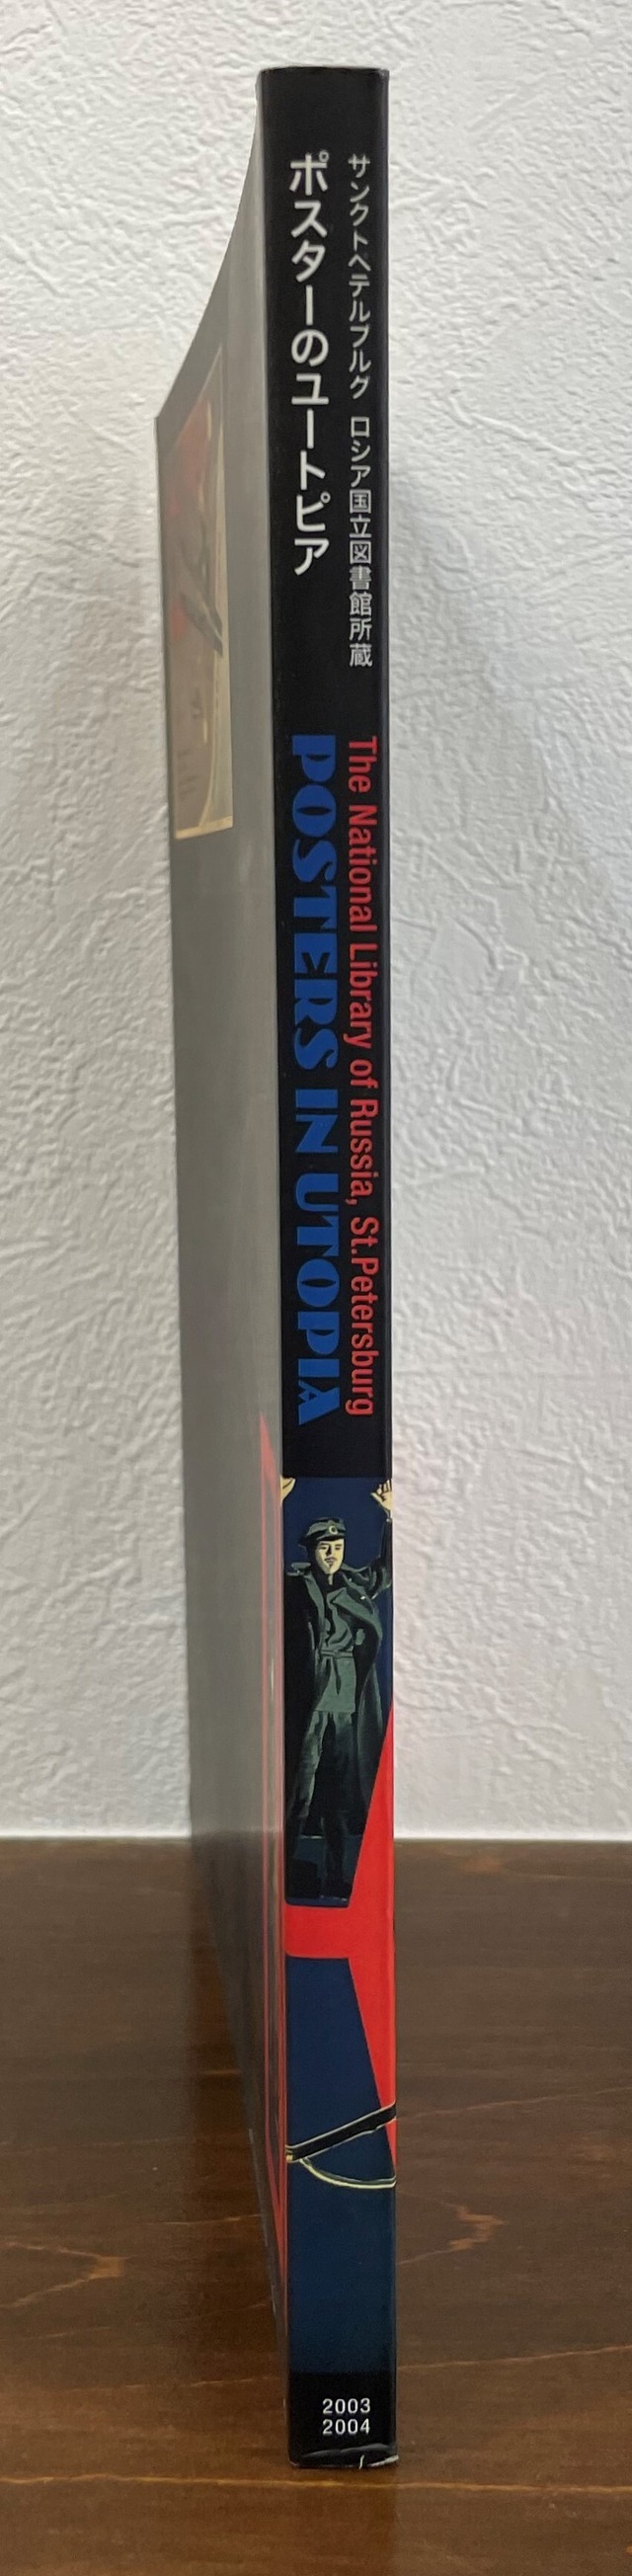 サンクトペテルブルグ ロシア国立図書館所蔵
ポスターのユートピア
The National Library of Russia, St.Petersburg
POSTERS IN UTOPIA
2003
2004